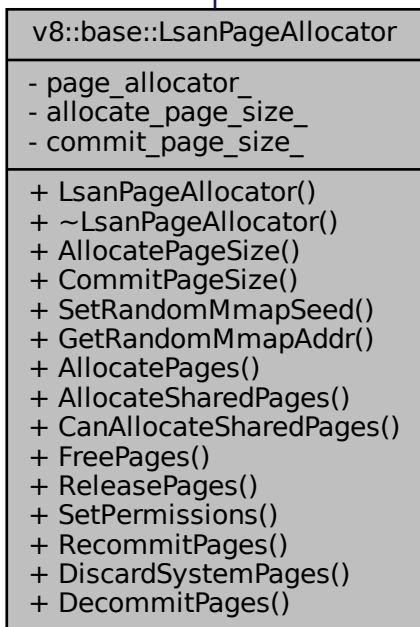 v8::base::LsanPageAllocator
- page_allocator_
- allocate_page_size_
- commit_page_size_
+ LsanPageAllocator()
+ ~LsanPageAllocator()
+ AllocatePageSize()
+ CommitPageSize()
+ SetRandomMmapSeed()
+ GetRandomMmapAddr()
+ AllocatePages()
+ AllocateSharedPages()
+ CanAllocateSharedPages()
+ FreePages()
+ ReleasePages()
+ SetPermissions()
+ RecommitPages()
+ DiscardSystemPages()
+ DecommitPages()